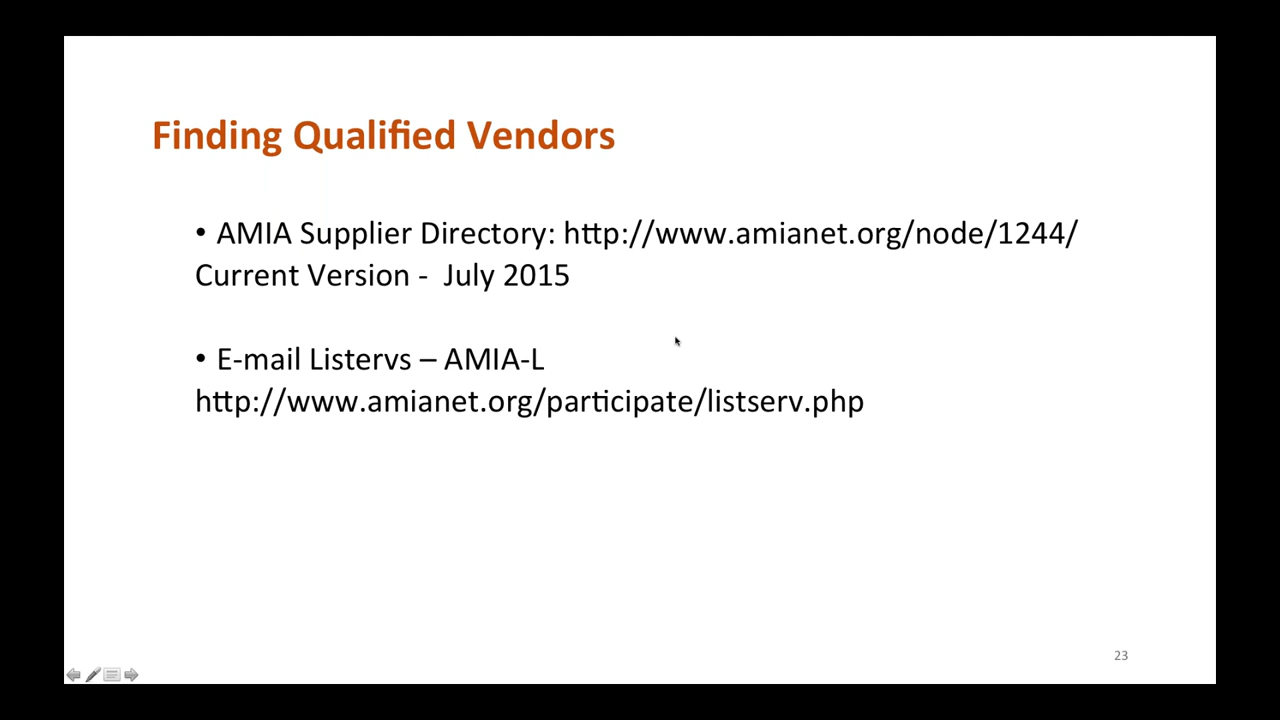 Finding Qualified Vendors
• AMIA Supplier Directory: http://www.amianet.org/node/1244/
Current Version -  July 2015
• E-mail Listervs – AMIA-L
http://www.amianet.org/participate/listserv.php
23